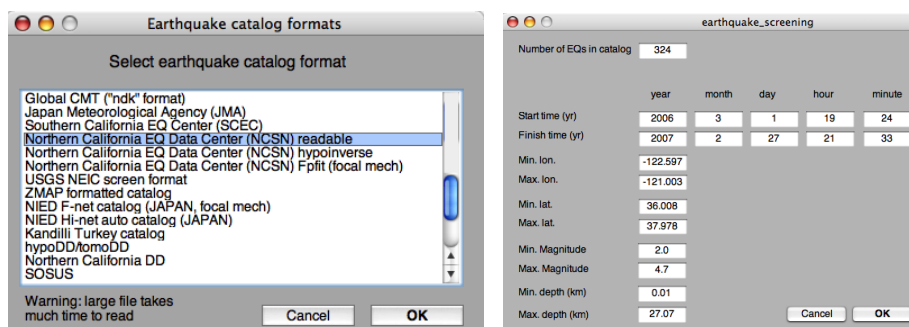 Earthquake catalog formats
Select earthquake catalog format
Global CMT ("ndk" format)
Japan Meteorological Agency (JMA)
Southern California EQ Center (SCEC)
Northern California EQ Data Center (NCSN) readable
Northern California EQ Data Center (NCSN) hypoinverse
Northern California EQ Data Center (NCSN) Fpfit (focal mech)
USGS NEIC screen format
ZMAP formatted catalog
NIED F-net catalog (JAPAN, focal mech)
NIED Hi-net auto catalog (JAPAN)
Kandilli Turkey catalog
hypoDD/tomoDD
Northern California DD
SOSUS
Warning: large file takes
much time to read
Cancel OK
earthquake_screening
Number of EQs in catalog 324
year month day hour minute
Start time (yr) 2006 3 1 19 24
Finish time (yr) 2007 2 27 21 33
Min. lon. -122.597
Max. lon. -121.003
Min. lat. 36.008
Max. lat. 37.978
Min. Magnitude 2.0
Max. Magnitude 4.7
Min. depth (km) 0.01
Max. depth (km) 27.07
Cancel OK